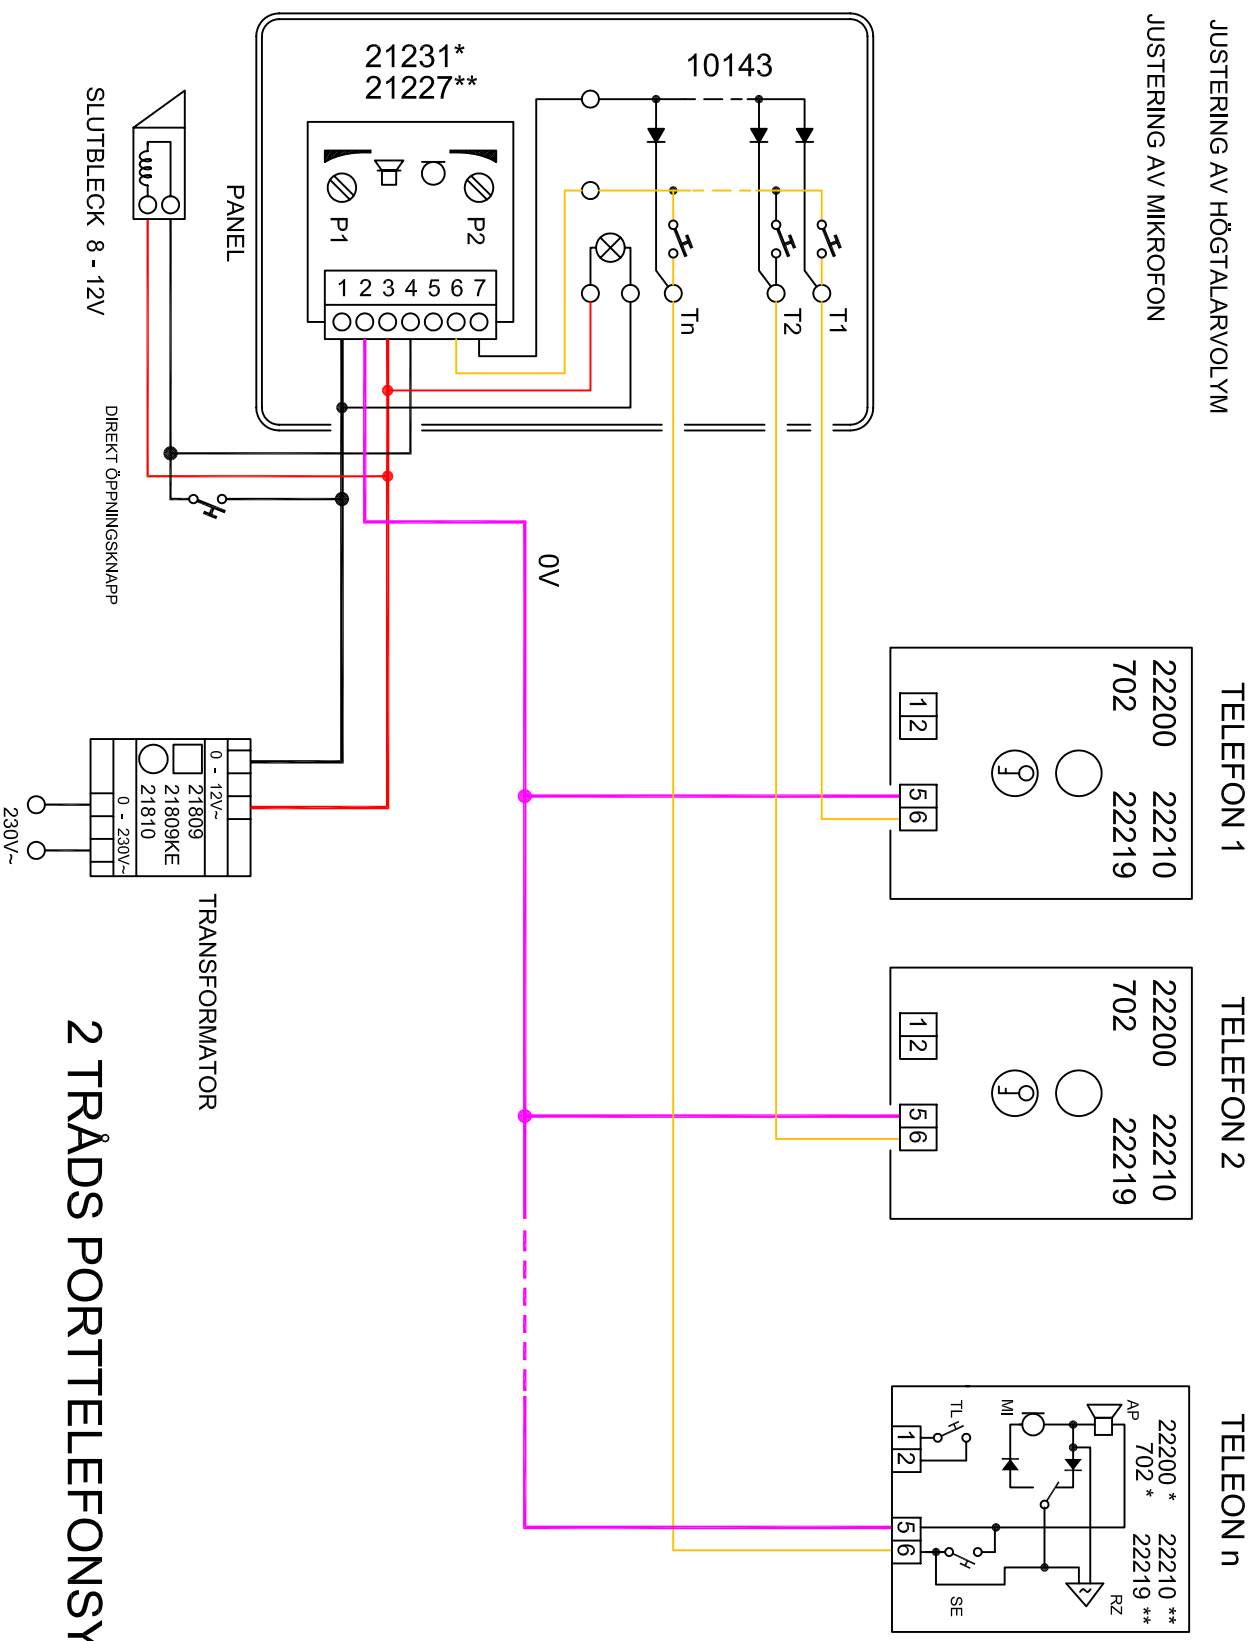 JUSTERING AV HÖGTALARVOLYM
JUSTERING AV MIKROFON
21231*
21227**
10143
P1
P2
1 2 3 4 5 6 7
PANEL
Tn
T2
T1
SLUTBLECK 8 - 12V
DIREKT ÖPPNINGSKNAPP
0V
TELEFON 1
22200 22210
702 22219
1 2
5 6
TELEFON 2
22200 22210
702 22219
1 2
5 6
TELEON n
22200 * 22210 **
702 * 22219 **
AP
MI
TL
RZ
SE
1 2
5 6
0 - 12V~
21809
21809KE
21810
0 - 230V~
230V~
TRANSFORMATOR
2 TRÅDS PORTTELEFONSY